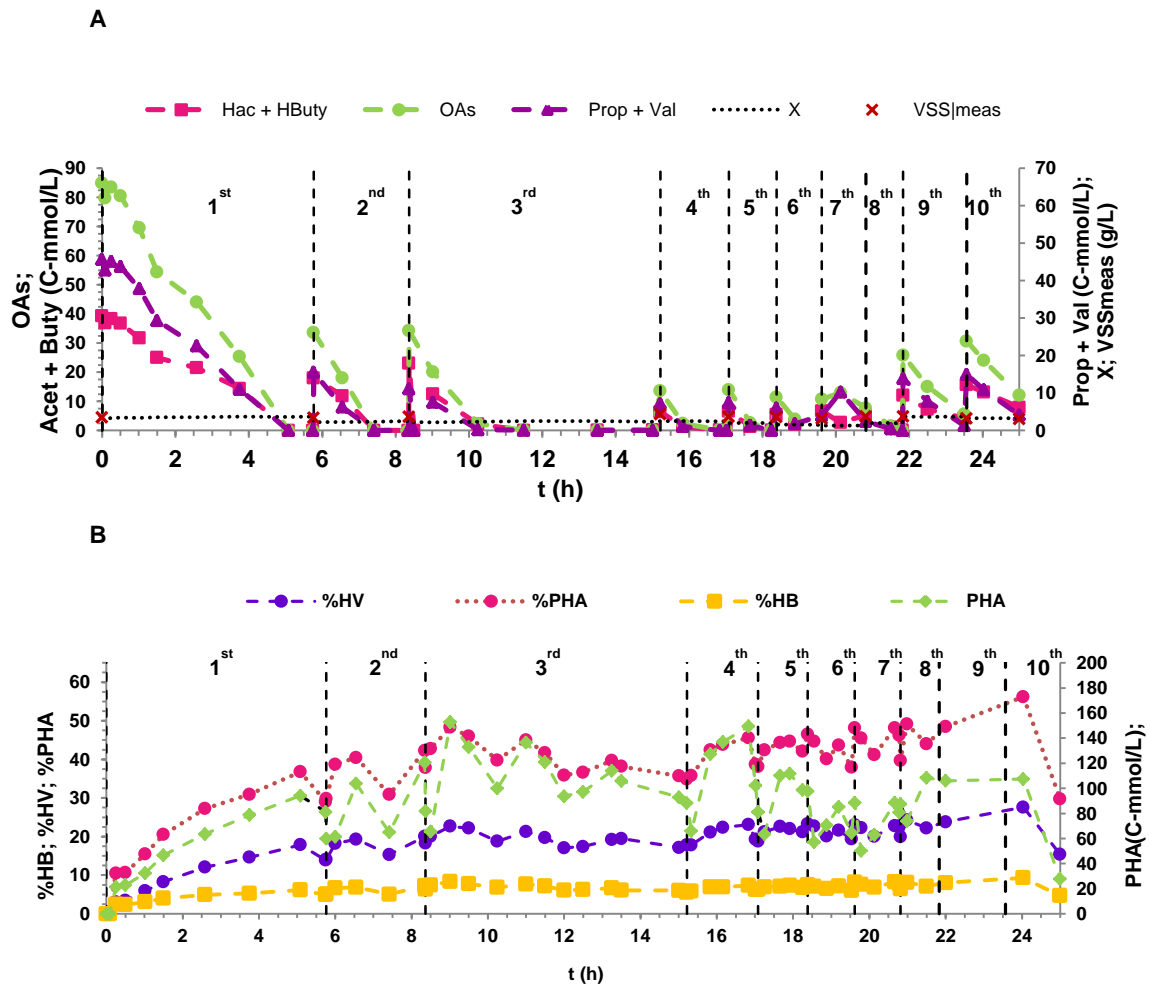 A
Hac + HButy OAs Prop + Val X VSS|meas
OAs;
Acet + Buty (C-mmol/L)
90
80
70
60
50
40
30
20
10
0
1st 2nd 3rd 4th 5th 6th 7th 8th 9th 10th
70
60
50
40
30
20
10
0
Prop + Val (C-mmol/L);
X; VSSmeas (g/L)
0 2 4 6 8 10 12 14 16 18 20 22 24
t (h)
B
%HV %PHA %HB PHA
%HB; %HV; %PHA
60
50
40
30
20
10
0
1st 2nd 3rd 4th 5th 6th 7th 8th 9th 10th
200
180
160
140
120
100
80
60
40
20
0
PHA(C-mmol/L);
0 2 4 6 8 10 12 14 16 18 20 22 24
t (h)